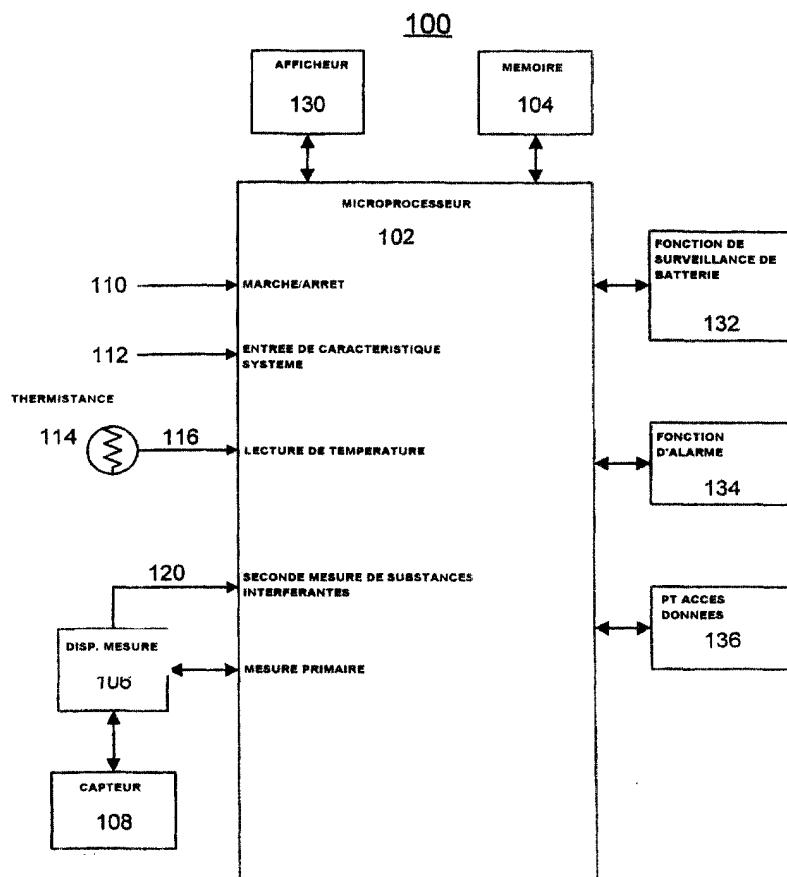 100
AFFICHEUR
130
MEMOIRE
104
MICROPROCESSEUR
102
110
MARCHE/ARRET
112
ENTREE DE CARACTERISTIQUE
SYSTEME
THERMISTANCE
114
116
LECTURE DE TEMPERATURE
120
SECONDE MESURE DE SUBSTANCES
INTERFERANTES
DISP. MESURE
106
MESURE PRIMAIRE
CAPTEUR
108
FONCTION DE
SURVEILLANCE DE
BATTERIE
132
FONCTION
D'ALARME
134
PT ACCES
DONNEES
136